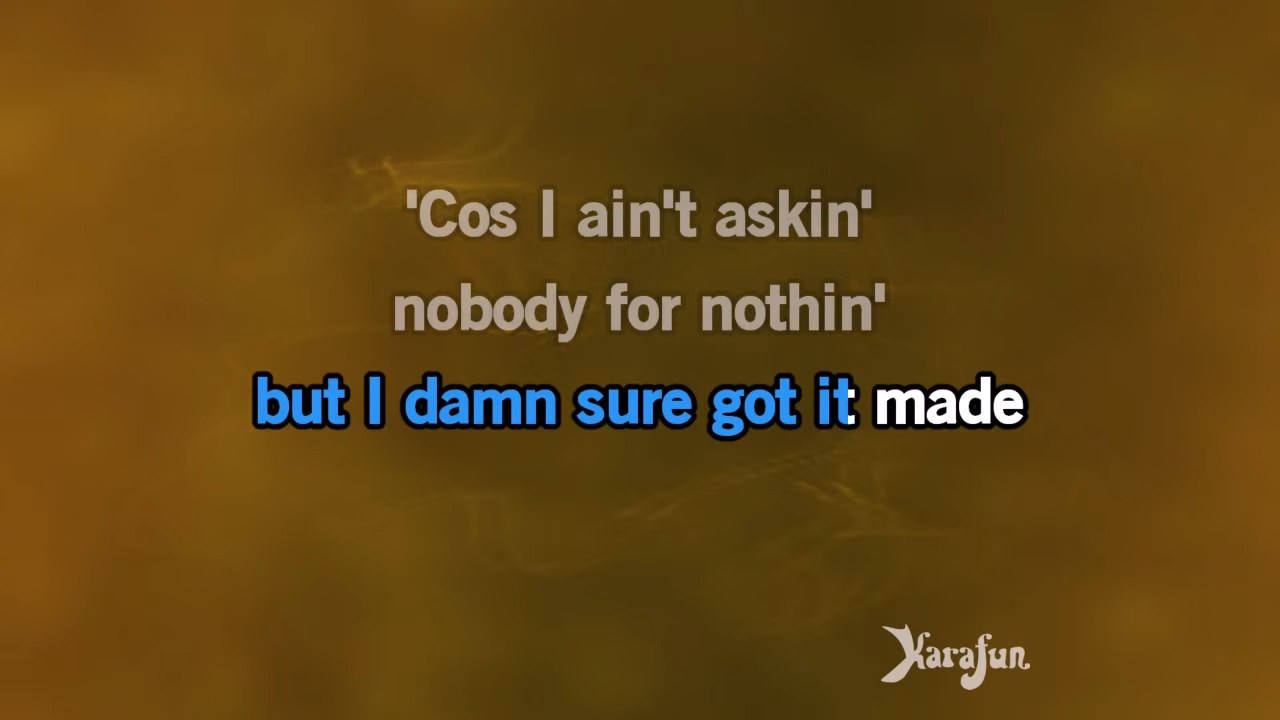 'Cos I ain't askin'
nobody for nothin'
but I damn sure got it made
Karafun